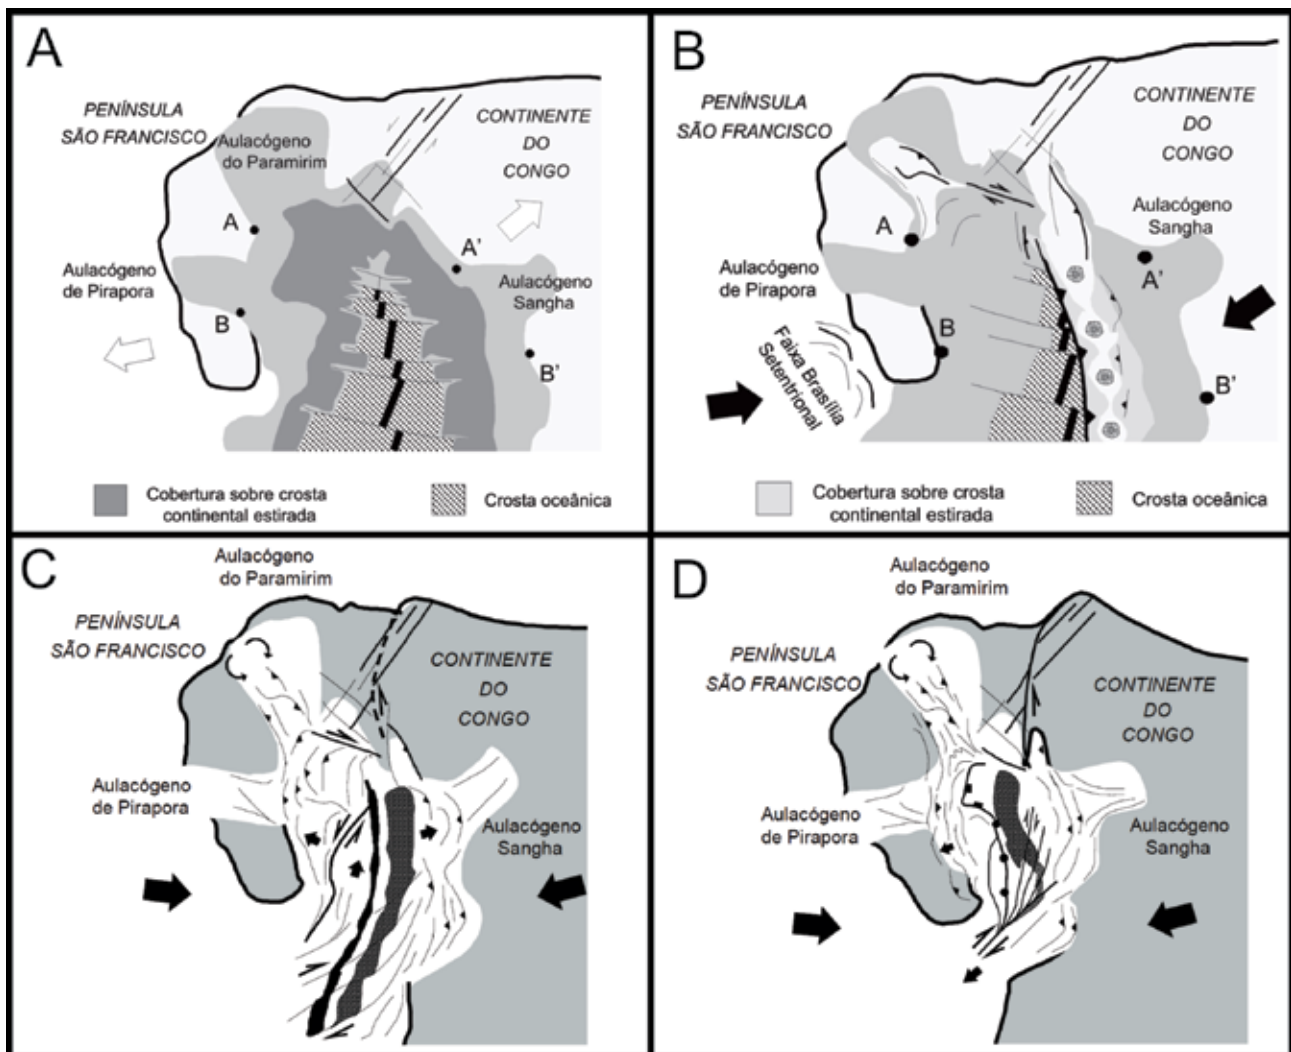 A
PENÍNSULA
SÃO FRANCISCO
Aulacógeno
do Paramirim
CONTINENTE
DO
CONGO
A
A'
Aulacógeno
de Pirapora
Aulacógeno
Sangha
B
B'
Cobertura sobre crosta
continental estirada
Crosta oceânica
B
PENÍNSULA
SÃO FRANCISCO
CONTINENTE
DO
CONGO
Aulacógeno
Sangha
A
A'
Aulacógeno
de Pirapora
B
B'
Faixa Brasília
Setentrional
Cobertura sobre crosta
continental estirada
Crosta oceânica
C
Aulacógeno
do Paramirim
PENÍNSULA
SÃO FRANCISCO
CONTINENTE
DO
CONGO
Aulacógeno
de Pirapora
Aulacógeno
Sangha
D
Aulacógeno
do Paramirim
PENÍNSULA
SÃO FRANCISCO
CONTINENTE
DO
CONGO
Aulacógeno
de Pirapora
Aulacógeno
Sangha